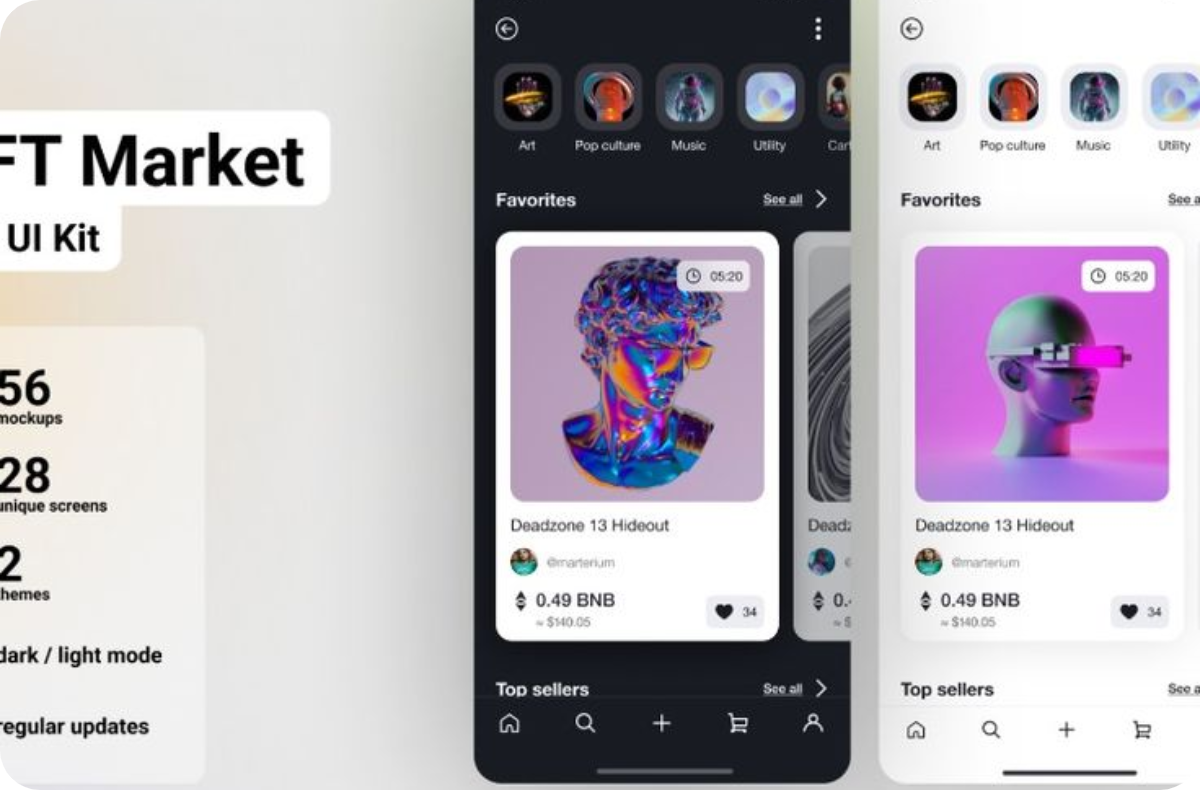 FT Market
UI Kit
56
mockups
28
unique screens
2
themes
dark / light mode
regular updates
Art
Pop culture
Music
Utility
Cart
Favorites
See all
05:20
Deadzone 13 Hideout
@marterium
0.49 BNB
≈ $140.05
34
Deadz
0.4
≈ $
Top sellers
See all
Art
Pop culture
Music
Utility
Favorites
See a
05:20
Deadzone 13 Hideout
@marterium
0.49 BNB
≈ $140.05
34
Top sellers
See a